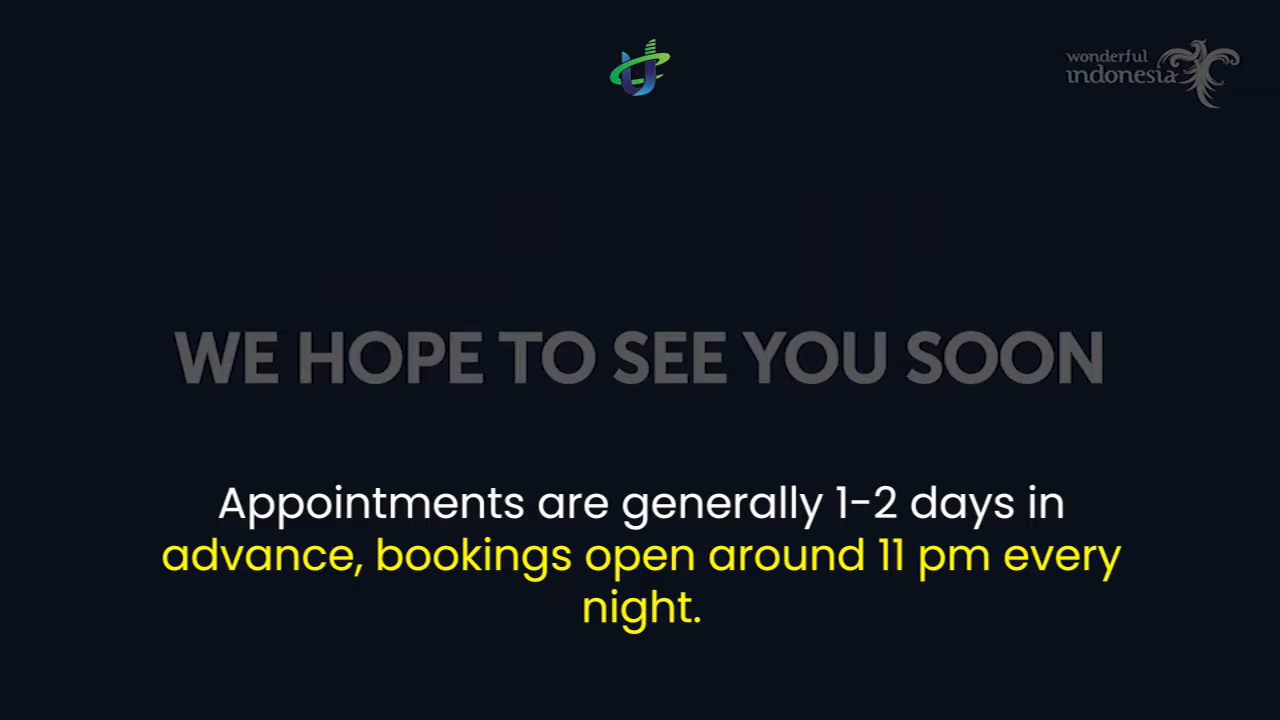 wonderful
indonesia
WE HOPE TO SEE YOU SOON
Appointments are generally 1-2 days in
advance, bookings open around 11 pm every
night.